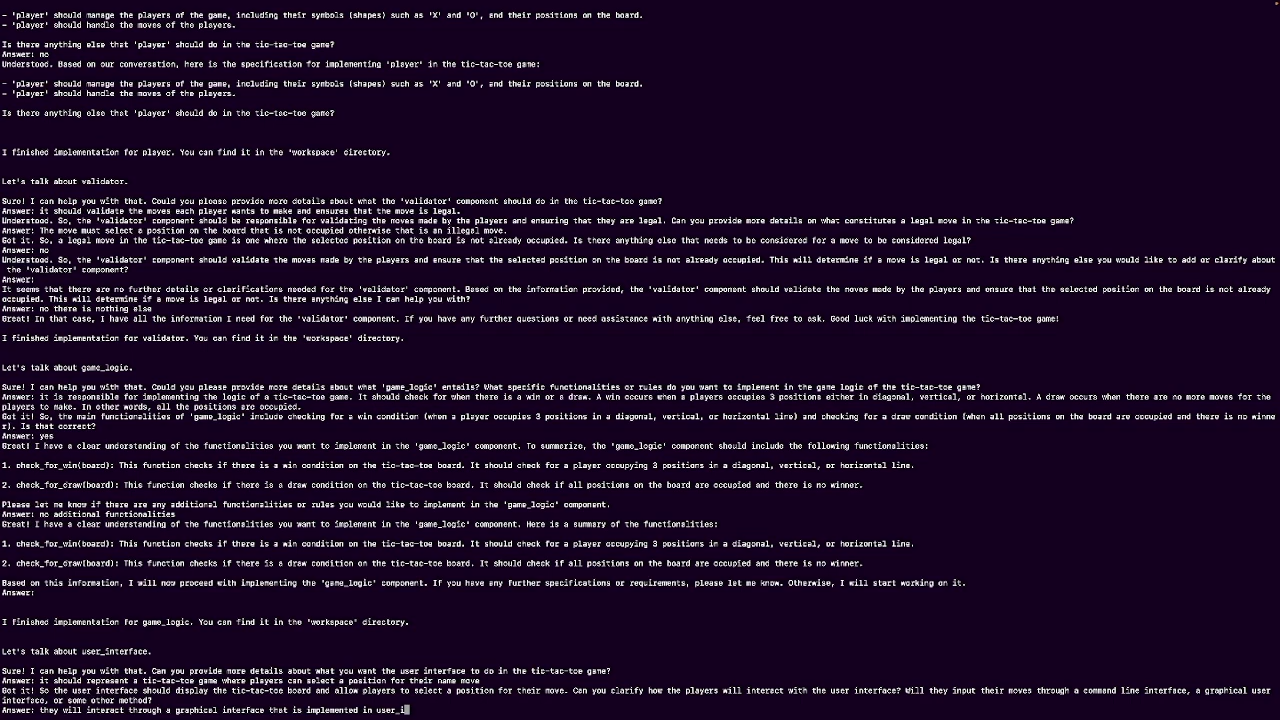 - 'player' should manage the players of the game, including their symbols (shapes) such as 'X' and 'O', and their positions on the board.
- 'player' should handle the moves of the players.
Is there anything else that 'player' should do in the tic-tac-toe game?
Answer: no
Understood. Based on our conversation, here is the specification for implementing 'player' in the tic-tac-toe game:
- 'player' should manage the players of the game, including their symbols (shapes) such as 'X' and 'O', and their positions on the board.
- 'player' should handle the moves of the players.
Is there anything else that 'player' should do in the tic-tac-toe game?
I finished implementation for player. You can find it in the 'workspace' directory.
Let's talk about validator.
Sure! I can help you with that. Could you please provide more details about what the 'validator' component should do in the tic-tac-toe game?
Answer: it should validate the moves each player wants to make and ensures that the move is legal.
Understood. So, the 'validator' component should be responsible for validating the moves made by the players and ensuring that they are legal. Can you provide more details on what constitutes a legal move in the tic-tac-toe game?
Answer: The move must select a position on the board that is not occupied otherwise that is an illegal move.
Got it. So, a legal move in the tic-tac-toe game is one where the selected position on the board is not already occupied. Is there anything else that needs to be considered for a move to be considered legal?
Answer: no
Understood. So, the 'validator' component should validate the moves made by the players and ensure that the selected position on the board is not already occupied. This will determine if a move is legal or not. Is there anything else you would like to add or clarify about
the 'validator' component?
Answer:
It seems that there are no further details or clarifications needed for the 'validator' component. Based on the information provided, the 'validator' component should validate the moves made by the players and ensure that the selected position on the board is not already
occupied. This will determine if a move is legal or not. Is there anything else I can help you with?
Answer: no there is nothing else
Great! In that case, I have all the information I need for the 'validator' component. If you have any further questions or need assistance with anything else, feel free to ask. Good luck with implementing the tic-tac-toe game!
I finished implementation for validator. You can find it in the 'workspace' directory.
Let's talk about game_logic.
Sure! I can help you with that. Could you please provide more details about what 'game_logic' entails? What specific functionalities or rules do you want to implement in the game logic of the tic-tac-toe game?
Answer: it is responsible for implementing the logic of a tic-tac-toe game. It should check for when there is a win or a draw. A win occurs when a players occupies 3 positions either in diagonal, vertical, or horizontal. A draw occurs when there are no more moves for the
players to make. In other words, all the positions are occupied.
Got it! So, the main functionalities of 'game_logic' include checking for a win condition (when a player occupies 3 positions in a diagonal, vertical, or horizontal line) and checking for a draw condition (when all positions on the board are occupied and there is no winne
r). Is that correct?
Answer: yes
Great! I have a clear understanding of the functionalities you want to implement in the 'game_logic' component. To summarize, the 'game_logic' component should include the following functionalities:
1. check_for_win(board): This function checks if there is a win condition on the tic-tac-toe board. It should check for a player occupying 3 positions in a diagonal, vertical, or horizontal line.
2. check_for_draw(board): This function checks if there is a draw condition on the tic-tac-toe board. It should check if all positions on the board are occupied and there is no winner.
Please let me know if there are any additional functionalities or rules you would like to implement in the 'game_logic' component.
Answer: no additional functionalities
Great! I have a clear understanding of the functionalities you want to implement in the 'game_logic' component. Here is a summary of the functionalities:
1. check_for_win(board): This function checks if there is a win condition on the tic-tac-toe board. It should check for a player occupying 3 positions in a diagonal, vertical, or horizontal line.
2. check_for_draw(board): This function checks if there is a draw condition on the tic-tac-toe board. It should check if all positions on the board are occupied and there is no winner.
Based on this information, I will now proceed with implementing the 'game_logic' component. If you have any further specifications or requirements, please let me know. Otherwise, I will start working on it.
Answer:
I finished implementation for game_logic. You can find it in the 'workspace' directory.
Let's talk about user_interface.
Sure! I can help you with that. Can you provide more details about what you want the user interface to do in the tic-tac-toe game?
Answer: it should represent a tic-tac-toe game where players can select a position for their name move
Got it! So the user interface should display the tic-tac-toe board and allow players to select a position for their move. Can you clarify how the players will interact with the user interface? Will they input their moves through a command line interface, a graphical user
interface, or some other method?
Answer: they will interact through a graphical interface that is implemented in user_i